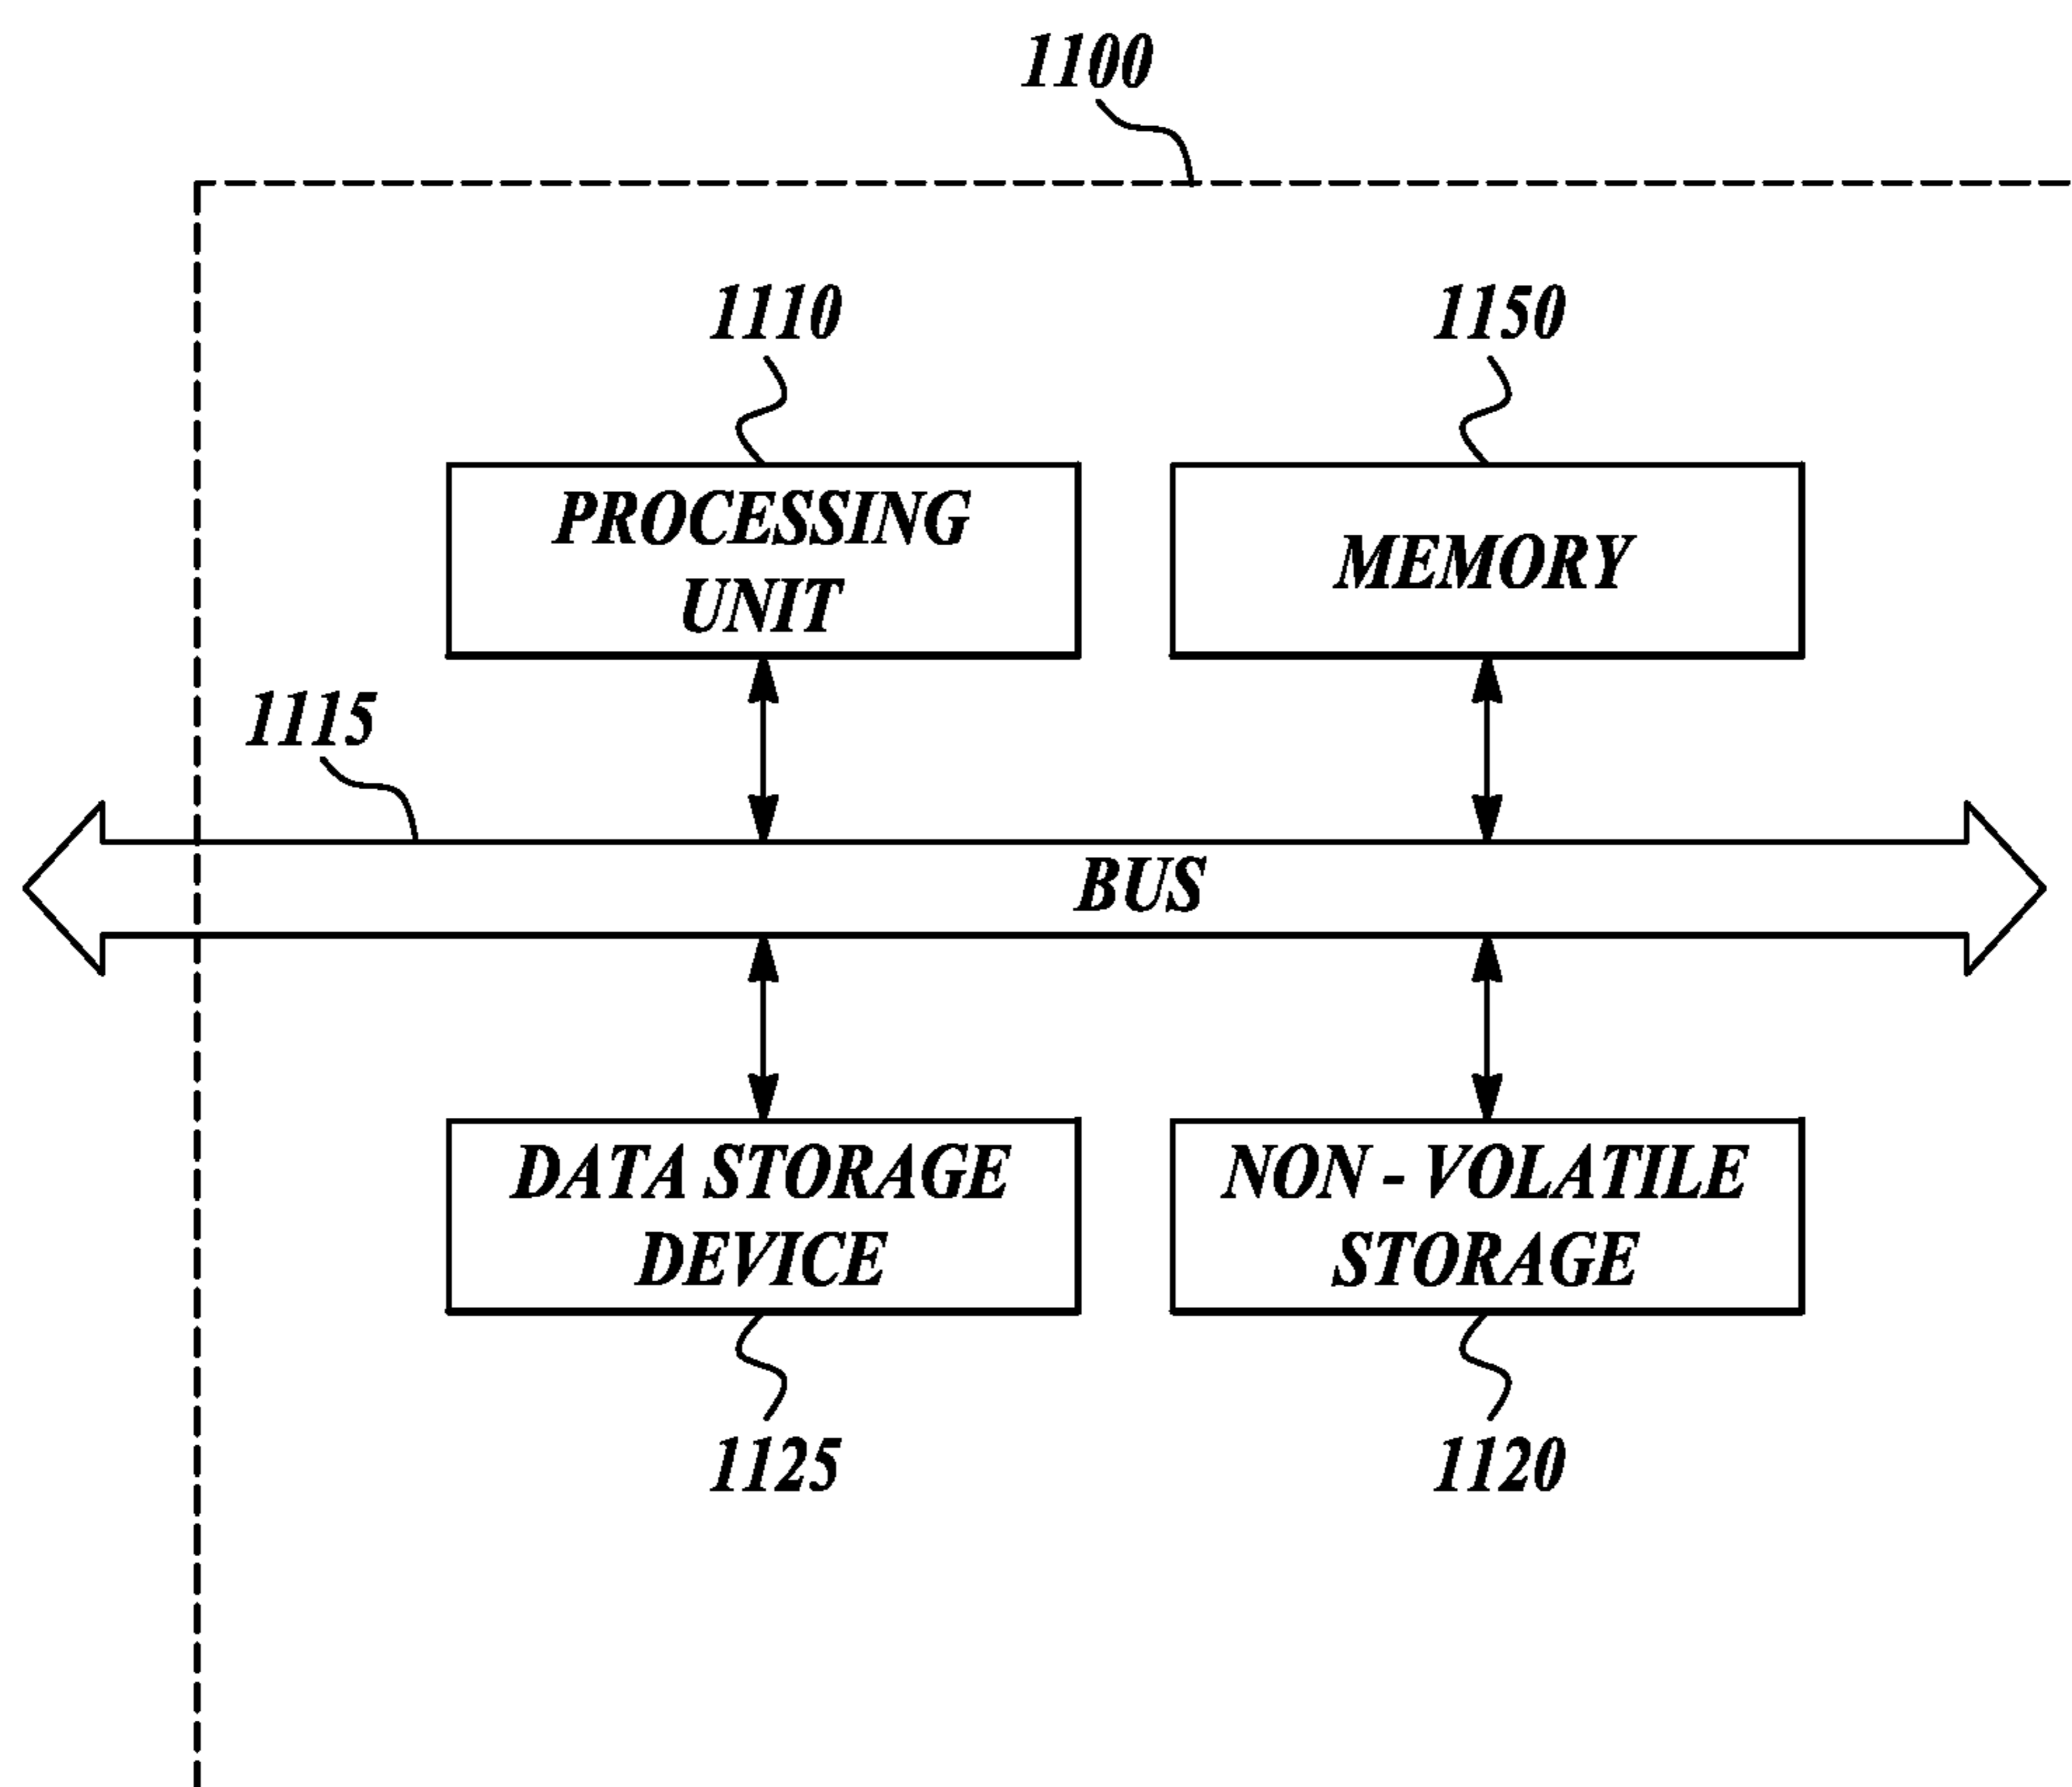 1100
1110
1150
PROCESSING
UNIT
MEMORY
1115
BUS
DATA STORAGE
DEVICE
NON - VOLATILE
STORAGE
1125
1120